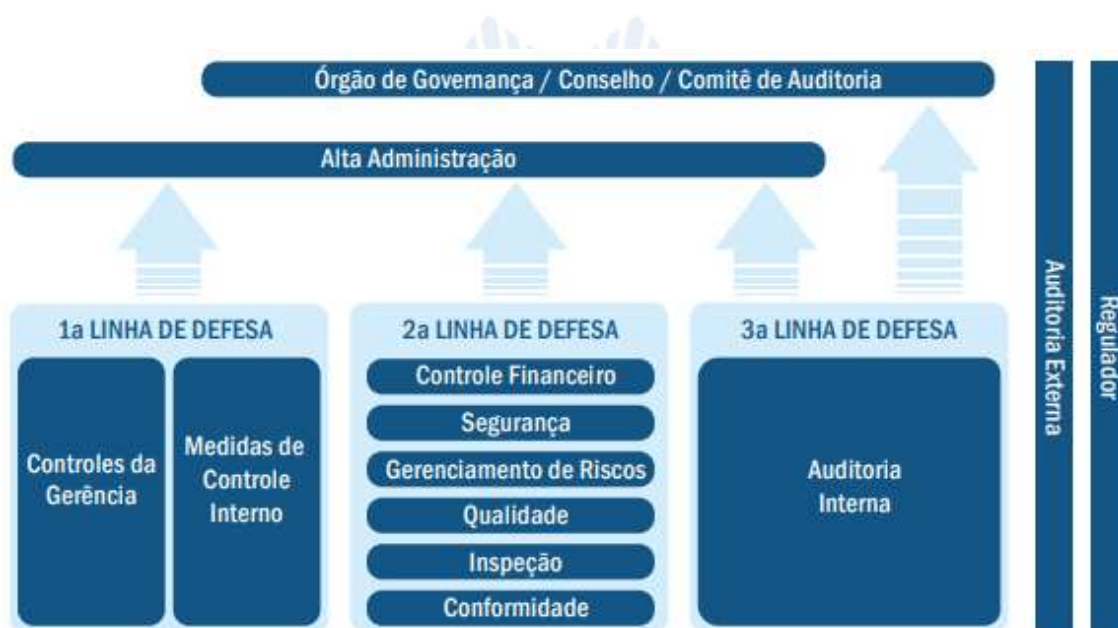 Órgão de Governança / Conselho / Comitê de Auditoria
Alta Administração
1a LINHA DE DEFESA
Controles da
Gerência
Medidas de
Controle
Interno
2a LINHA DE DEFESA
Controle Financeiro
Segurança
Gerenciamento de Riscos
Qualidade
Inspeção
Conformidade
3a LINHA DE DEFESA
Auditoria
Interna
Auditoria Externa
Regulador